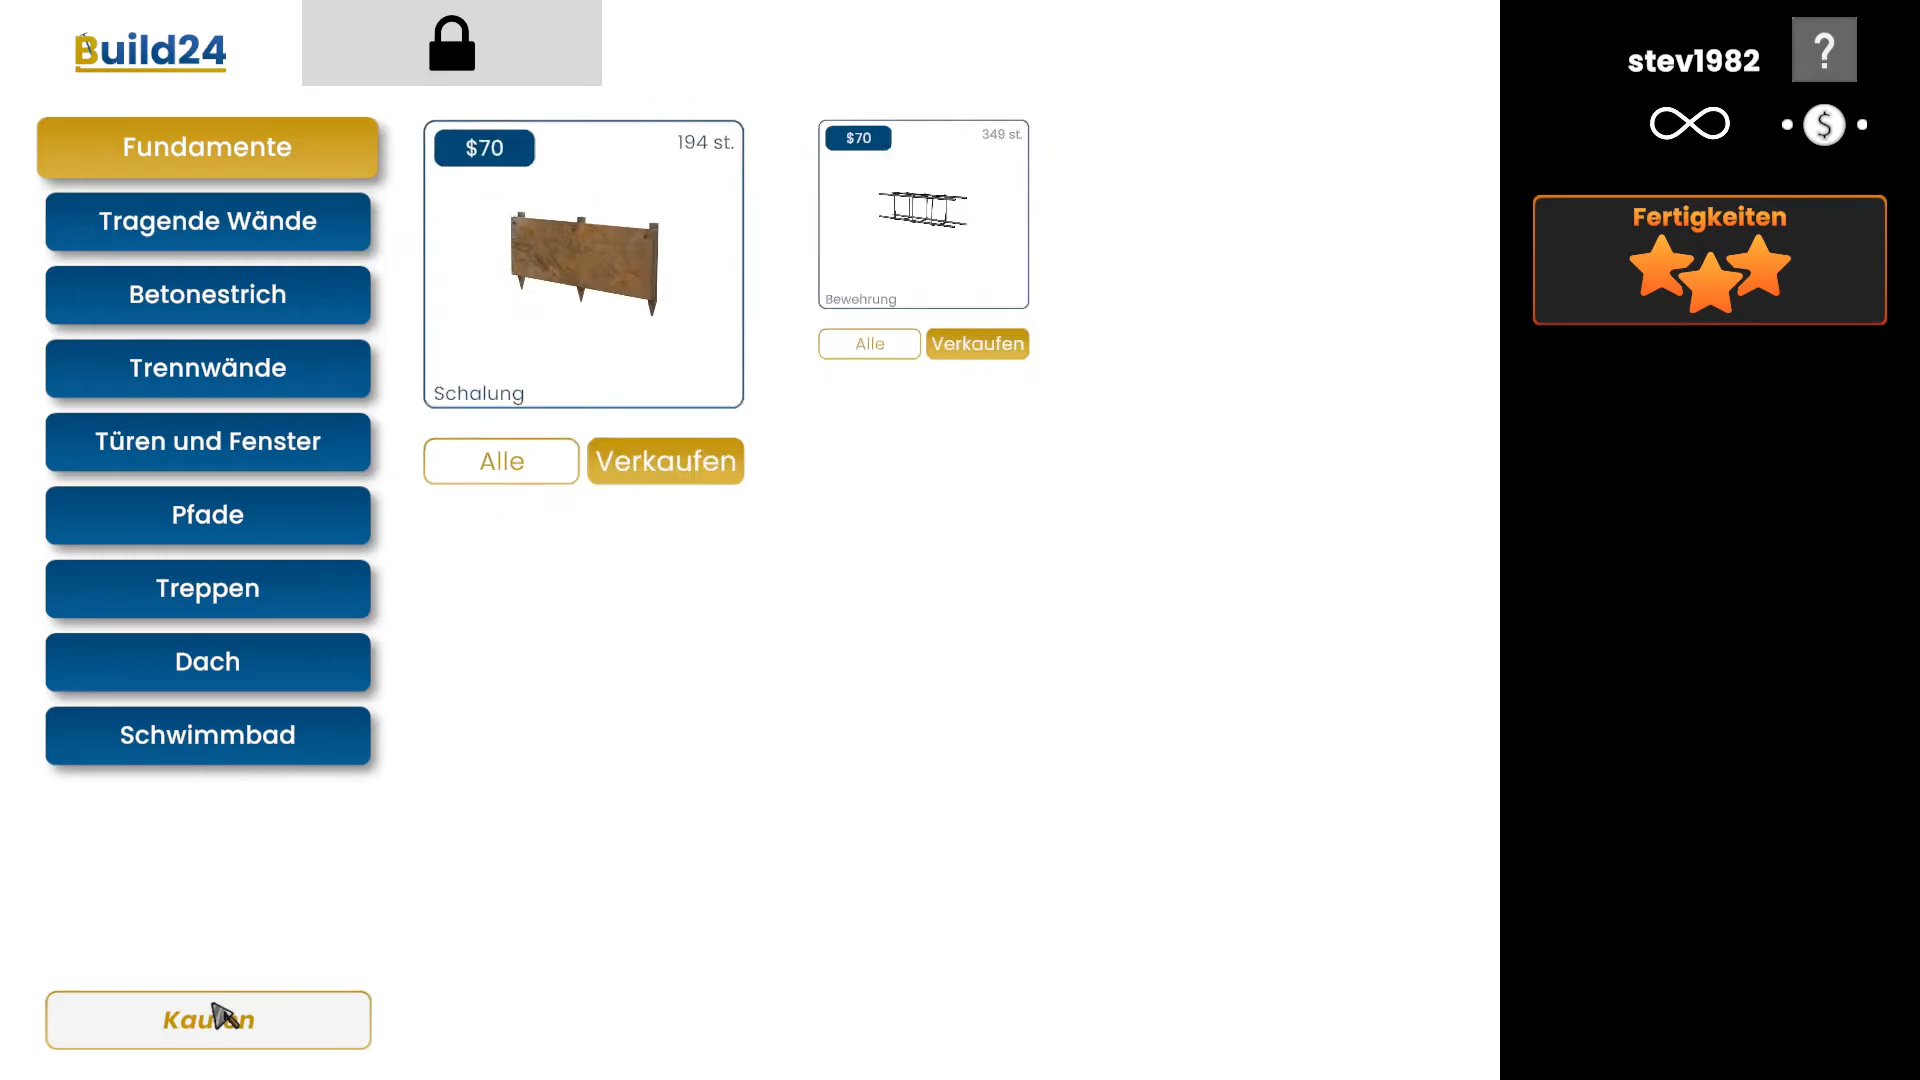 Build24
stev1982
?
$
Fertigkeiten
Fundamente
Tragende Wände
Betonestrich
Trennwände
Türen und Fenster
Pfade
Treppen
Dach
Schwimmbad
$70
194 st.
Schalung
Alle
Verkaufen
$70
349 st.
Bewehrung
Alle
Verkaufen